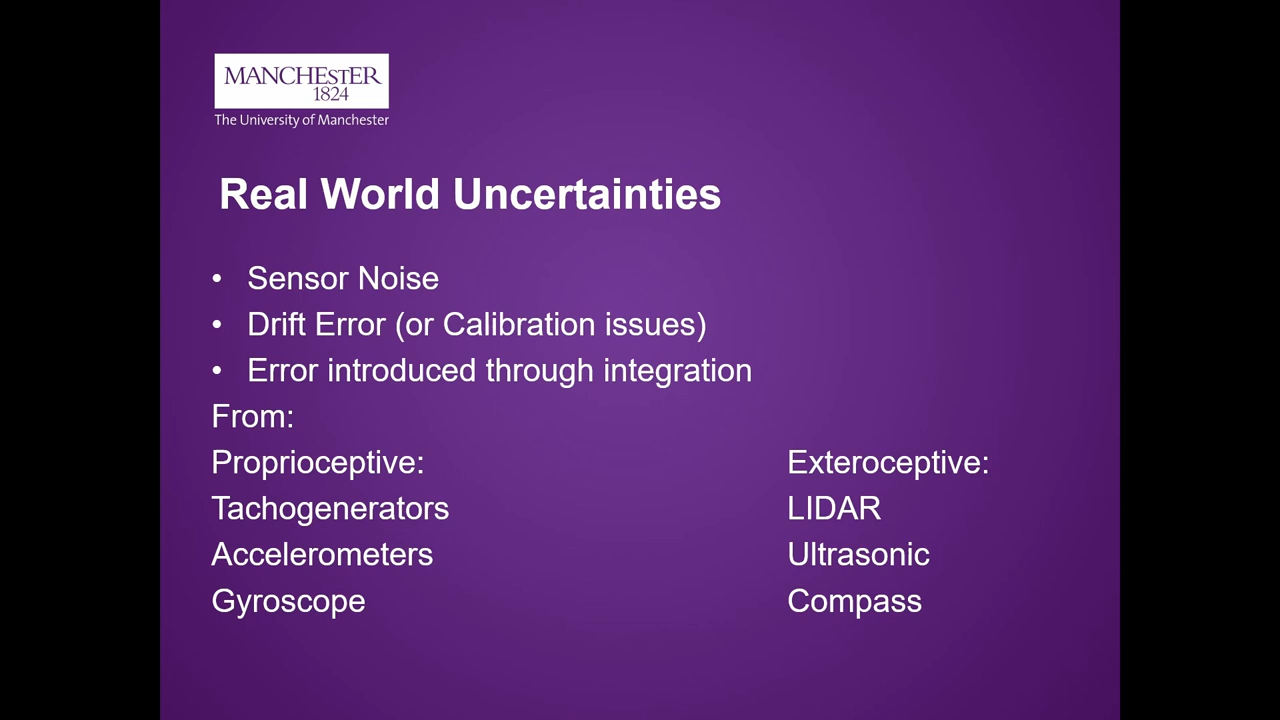 MANCHESTER
1824
The University of Manchester
Real World Uncertainties
• Sensor Noise
• Drift Error (or Calibration issues)
• Error introduced through integration
From:
Proprioceptive: Exteroceptive:
Tachogenerators LIDAR
Accelerometers Ultrasonic
Gyroscope Compass